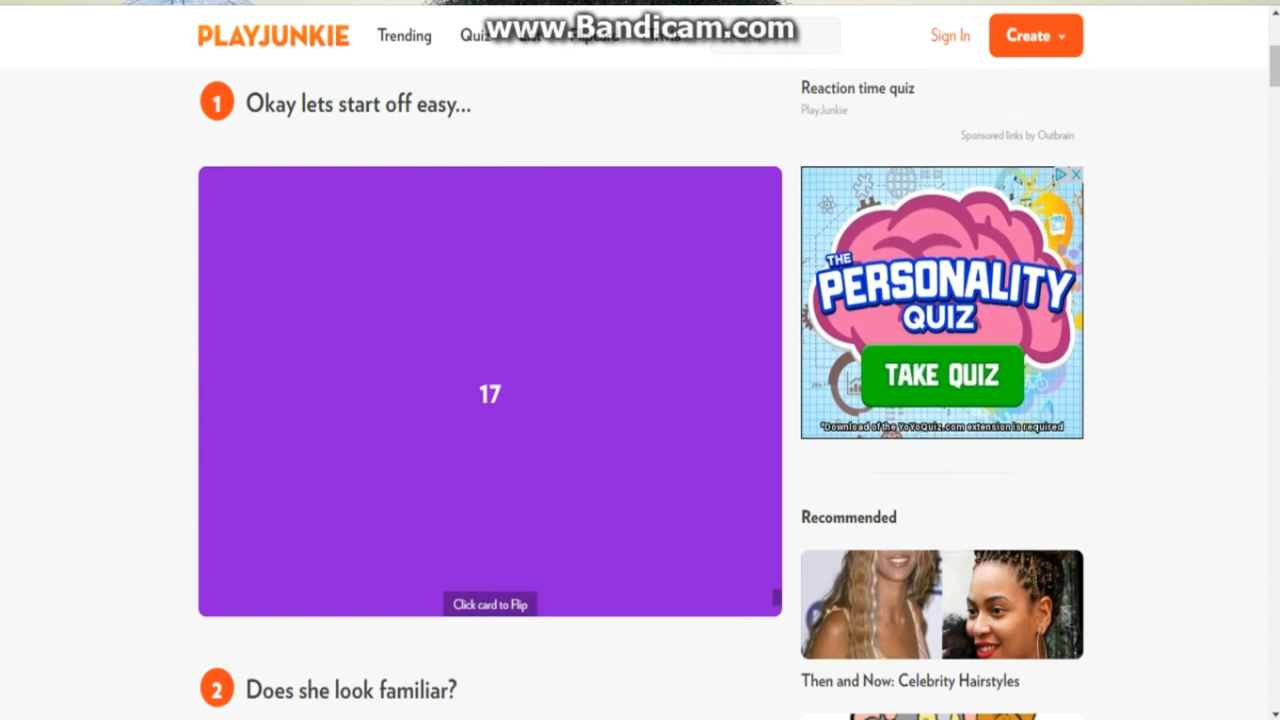 www.Bandicam.com
PLAYJUNKIE
Trending
Quiz
Sign In
Create
1
Okay lets start off easy...
Reaction time quiz
PlayJunkie
Sponsored links by Outbrain
17
Click card to Flip
THE
PERSONALITY
QUIZ
TAKE QUIZ
*Download of the YoYoQuiz.com extension is required
Recommended
Then and Now: Celebrity Hairstyles
2
Does she look familiar?